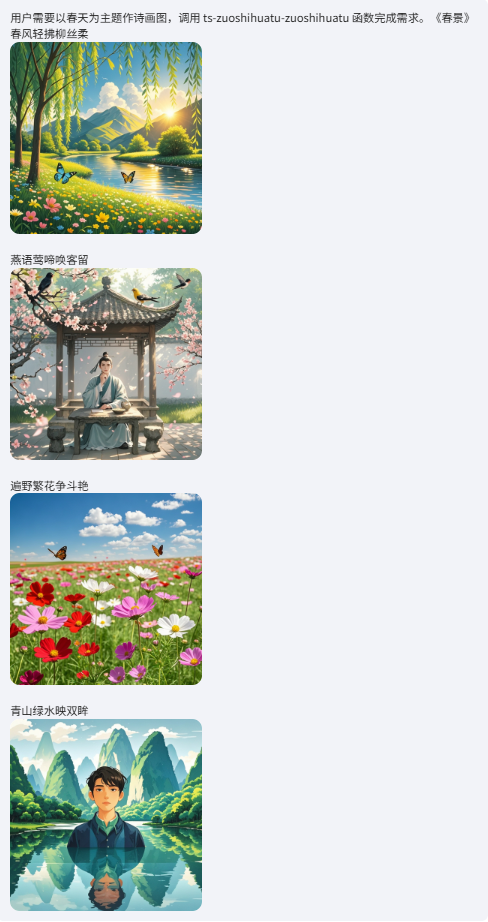 用户需要以春天为主题作诗画图，调用 ts-zuoshihuatu-zuoshihuatu 函数完成需求。《春景》
春风轻拂柳丝柔
燕语莺啼唤客留
遍野繁花争斗艳
青山绿水映双眸